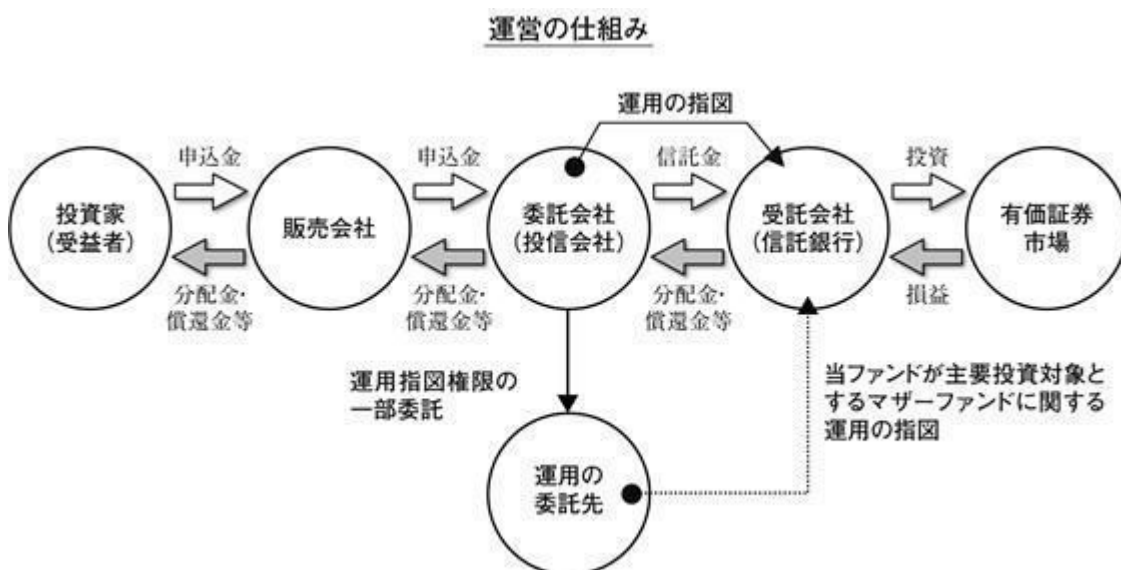 運営の仕組み
運用の指図
申込金
申込金
信託金
投資
投資家
(受益者)
販売会社
委託会社
(投信会社)
受託会社
(信託銀行)
有価証券
市場
分配金・
償還金等
分配金・
償還金等
分配金・
償還金等
損益
運用指図権限の
一部委託
当ファンドが主要投資対象と
するマザーファンドに関する
運用の指図
運用の
委託先